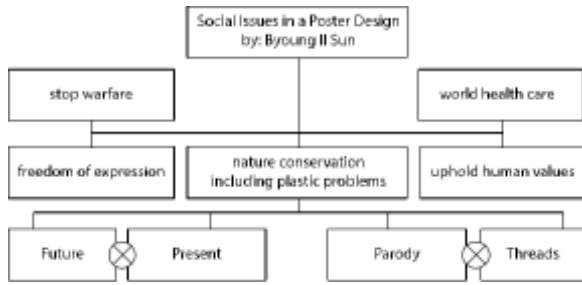 Social Issues in a Poster Design
by: Byoung Il Sun
stop warfare
world health care
freedom of expression
nature conservation
including plastic problems
uphold human values
Future
Present
Parody
Threads